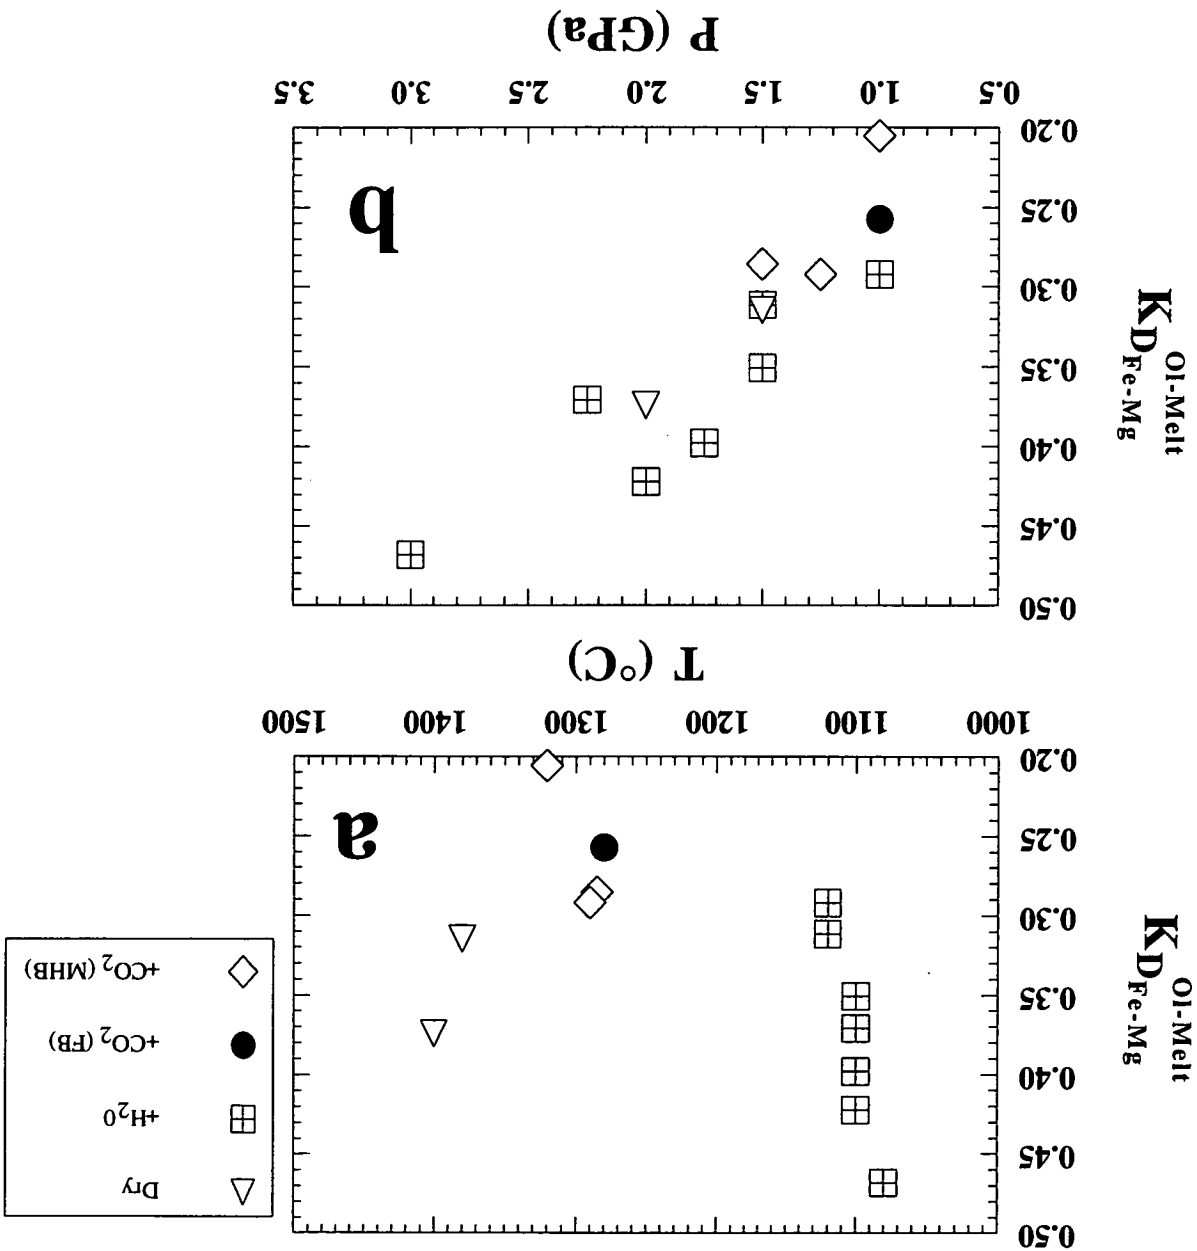 0.50
0.45
0.40
0.35
0.30
0.25
0.20
K D Fe-Mg Ol-Melt
Dry
+H₂0
+CO₂ (FB)
+CO₂ (MHB)
a
1000 1100 1200 1300 1400 1500
T (°C)
0.50
0.45
0.40
0.35
0.30
0.25
0.20
K D Fe-Mg Ol-Melt
b
0.5 1.0 1.5 2.0 2.5 3.0 3.5
P (GPa)